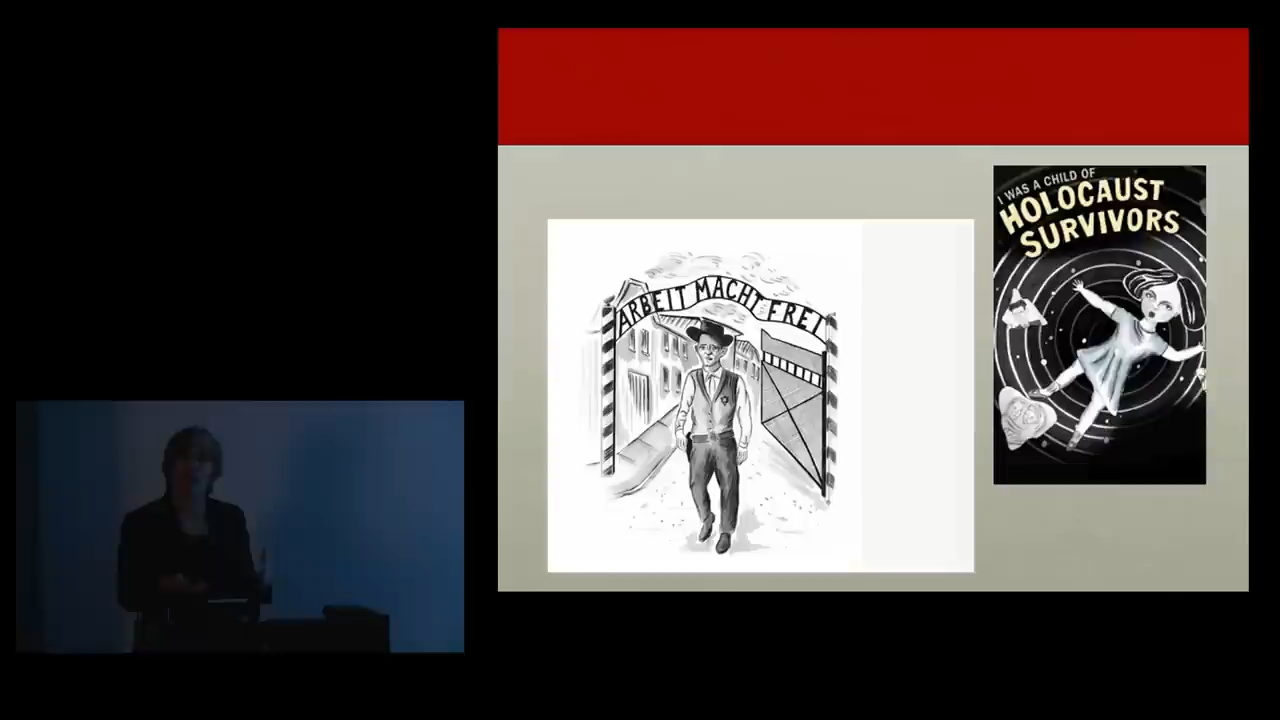 ARBEIT MACHT FREI
I WAS A CHILD OF
HOLOCAUST
SURVIVORS